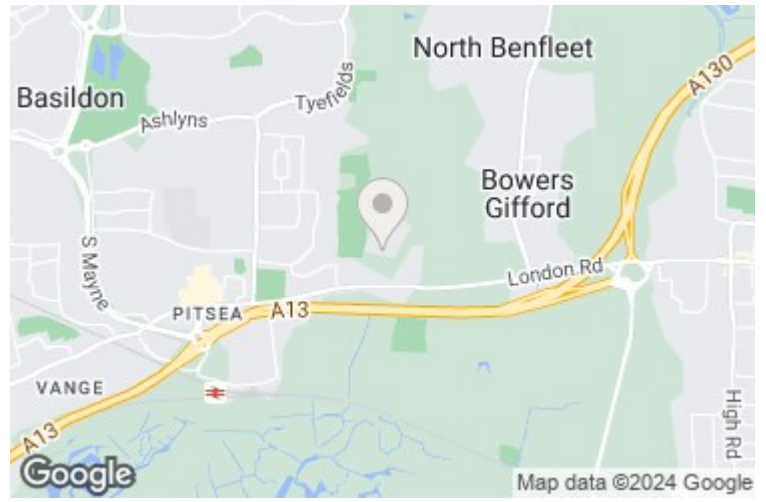 North Benfleet
A130
Basildon
Tyefields
Ashlyns
Bowers
Gifford
S Mayne
London Rd
PITSEA
A13
VANGE
High Rd
A13
Google
Map data ©2024 Google